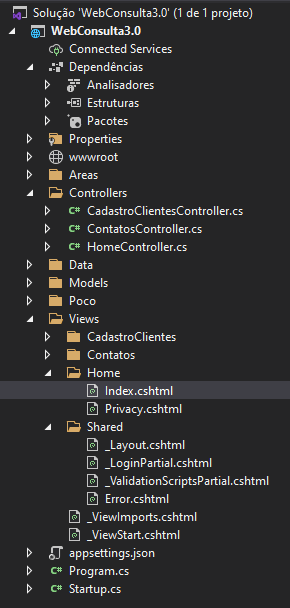 Solução 'WebConsulta3.0' (1 de 1 projeto)
WebConsulta3.0
Connected Services
Dependências
Analisadores
Estruturas
Pacotes
Properties
wwwroot
Areas
Controllers
C# CadastroClientesController.cs
C# ContatosController.cs
C# HomeController.cs
Data
Models
Poco
Views
CadastroClientes
Contatos
Home
Index.cshtml
Privacy.cshtml
Shared
_Layout.cshtml
_LoginPartial.cshtml
_ValidationScriptsPartial.cshtml
Error.cshtml
_ViewImports.cshtml
_ViewStart.cshtml
appsettings.json
C# Program.cs
C# Startup.cs